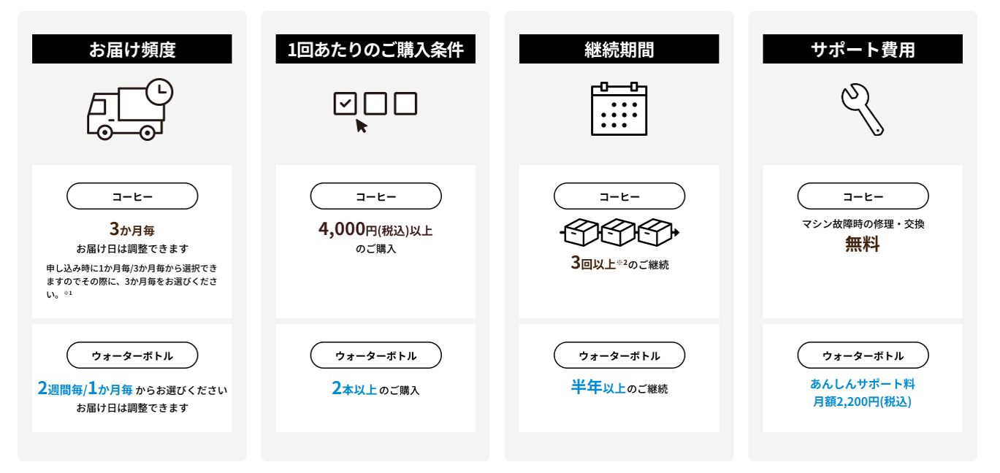 お届け頻度
コーヒー
3か月毎
お届け日は調整できます
申し込み時に1か月毎/3か月毎から選択でき
ますのでその際に、3か月毎をお選びくださ
い。※1
ウォーターボトル
2週間毎/1か月毎 からお選びください
お届け日は調整できます
1回あたりのご購入条件
コーヒー
4,000円(税込)以上
のご購入
ウォーターボトル
2本以上 のご購入
継続期間
コーヒー
3回以上※2のご継続
ウォーターボトル
半年以上のご継続
サポート費用
コーヒー
マシン故障時の修理・交換
無料
ウォーターボトル
あんしんサポート料
月額2,200円(税込)